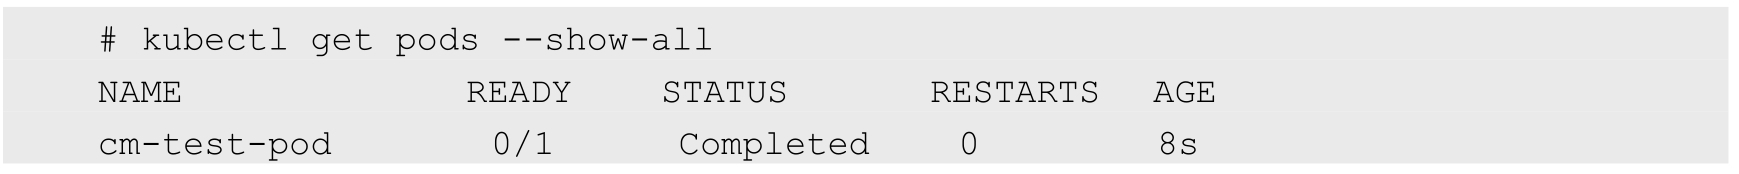 # kubectl get pods --show-all
NAME READY STATUS RESTARTS AGE
cm-test-pod 0/1 Completed 0 8s